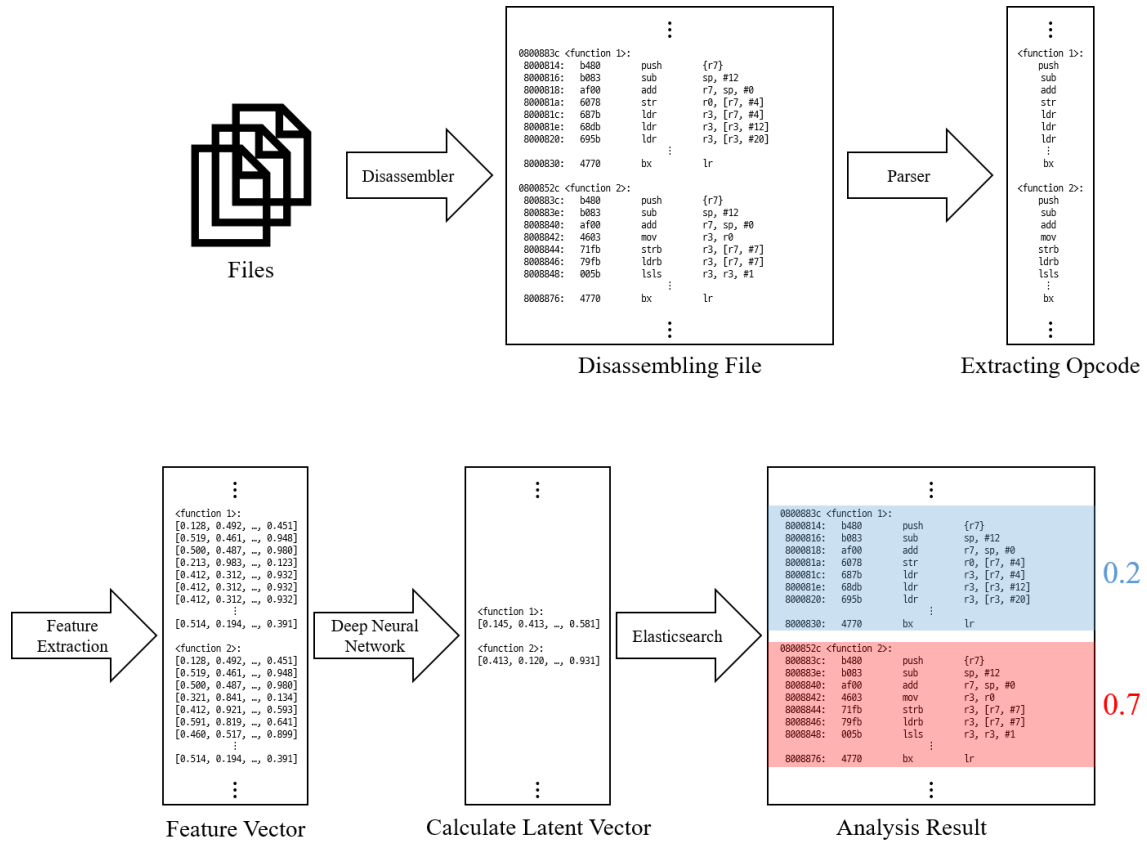 Files
Disassembler
⋮
0800883c <function 1>:
8000814: b480 push {r7}
8000816: b083 sub sp, #12
8000818: af00 add r7, sp, #0
800081a: 6078 str r0, [r7, #4]
800081c: 687b ldr r3, [r7, #4]
800081e: 68db ldr r3, [r3, #12]
8000820: 695b ldr r3, [r3, #20]
⋮
8000830: 4770 bx lr
0800852c <function 2>:
800883c: b480 push {r7}
800883e: b083 sub sp, #12
8008840: af00 add r7, sp, #0
8008842: 4603 mov r3, r0
8008844: 71fb strb r3, [r7, #7]
8008846: 79fb ldrb r3, [r7, #7]
8008848: 005b lsls r3, r3, #1
⋮
8008876: 4770 bx lr
⋮
Disassembling File
Parser
⋮
<function 1>:
push
sub
add
str
ldr
ldr
ldr
⋮
bx
<function 2>:
push
sub
add
mov
strb
ldrb
lsls
⋮
bx
⋮
Extracting Opcode
Feature
Extraction
⋮
<function 1>:
[0.128, 0.492, …, 0.451]
[0.519, 0.461, …, 0.948]
[0.500, 0.487, …, 0.980]
[0.213, 0.983, …, 0.123]
[0.412, 0.312, …, 0.932]
[0.412, 0.312, …, 0.932]
[0.412, 0.312, …, 0.932]
⋮
[0.514, 0.194, …, 0.391]
<function 2>:
[0.128, 0.492, …, 0.451]
[0.519, 0.461, …, 0.948]
[0.500, 0.487, …, 0.980]
[0.321, 0.841, …, 0.134]
[0.412, 0.921, …, 0.593]
[0.591, 0.819, …, 0.641]
[0.460, 0.517, …, 0.899]
⋮
[0.514, 0.194, …, 0.391]
⋮
Feature Vector
Deep Neural
Network
⋮
<function 1>:
[0.145, 0.413, …, 0.581]
<function 2>:
[0.413, 0.120, …, 0.931]
⋮
Calculate Latent Vector
Elasticsearch
⋮
0800883c <function 1>:
8000814: b480 push {r7}
8000816: b083 sub sp, #12
8000818: af00 add r7, sp, #0
800081a: 6078 str r0, [r7, #4]
800081c: 687b ldr r3, [r7, #4]
800081e: 68db ldr r3, [r3, #12]
8000820: 695b ldr r3, [r3, #20]
⋮
8000830: 4770 bx lr
0.2
0800852c <function 2>:
800883c: b480 push {r7}
800883e: b083 sub sp, #12
8008840: af00 add r7, sp, #0
8008842: 4603 mov r3, r0
8008844: 71fb strb r3, [r7, #7]
8008846: 79fb ldrb r3, [r7, #7]
8008848: 005b lsls r3, r3, #1
⋮
8008876: 4770 bx lr
0.7
⋮
Analysis Result